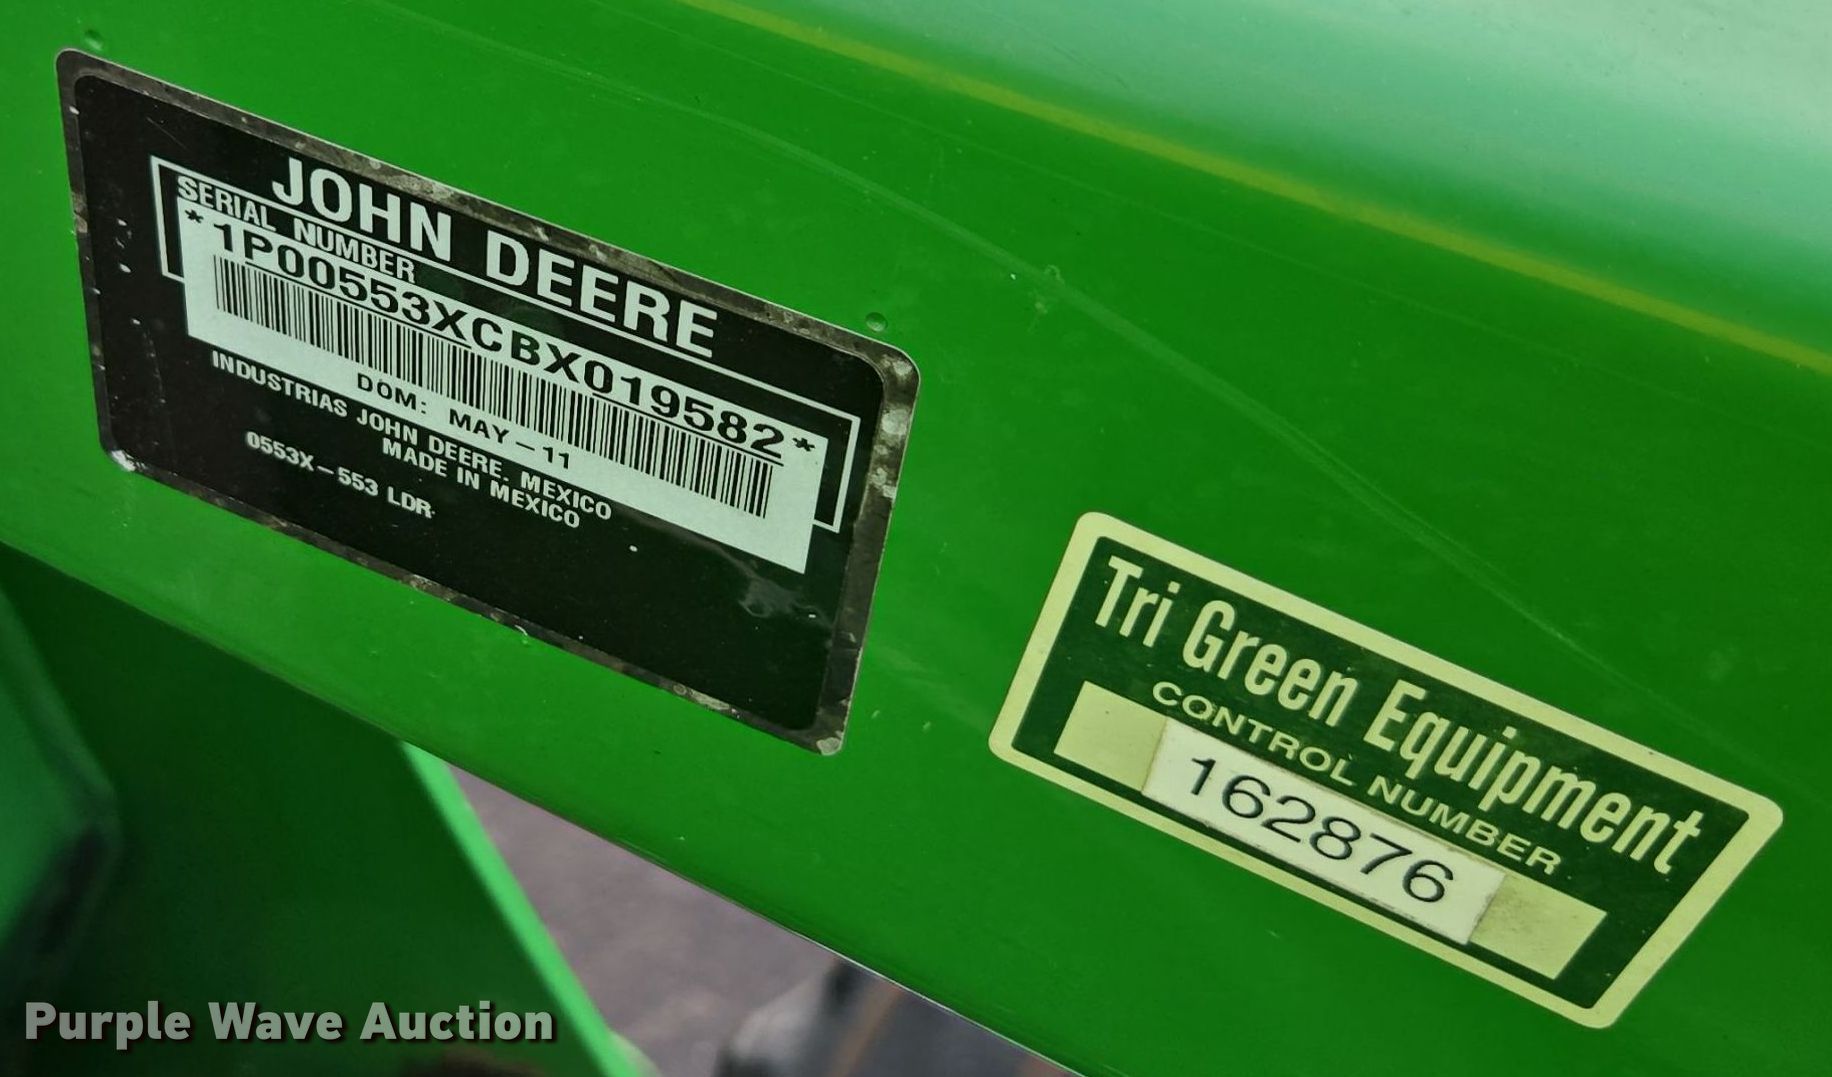 JOHN DEERE
SERIAL NUMBER
*1P00553XCBX019582*
DOM: MAY-11
INDUSTRIAS JOHN DEERE, MEXICO
MADE IN MEXICO
0553X-553 LDR
Tri Green Equipment
CONTROL NUMBER
162876
Purple Wave Auction